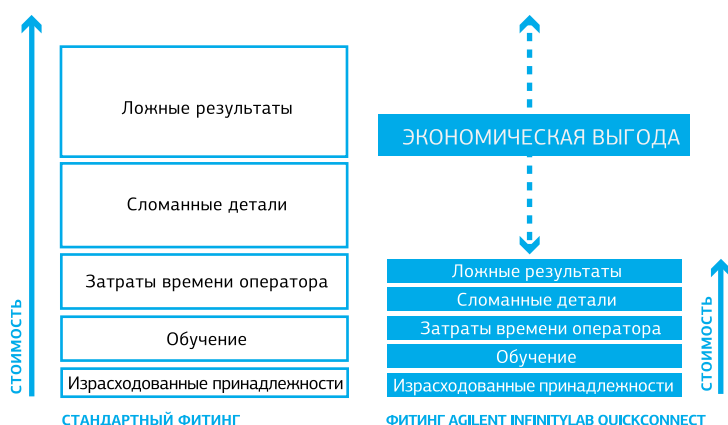 Ложные результаты
Сломанные детали
Затраты времени оператора
Обучение
Израсходованные принадлежности
СТОИМОСТЬ
СТАНДАРТНЫЙ ФИТИНГ
ЭКОНОМИЧЕСКАЯ ВЫГОДА
Ложные результаты
Сломанные детали
Затраты времени оператора
Обучение
Израсходованные принадлежности
СТОИМОСТЬ
ФИТИНГ AGILENT INFINITYLAB QUICKCONNECT